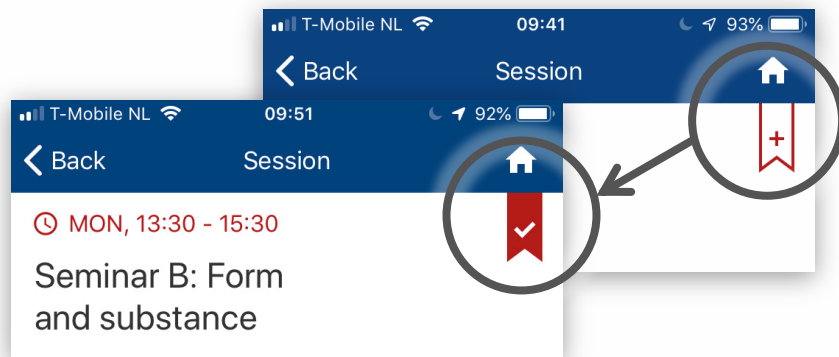 T-Mobile NL 09:41 93%
Back Session
T-Mobile NL 09:51 92%
Back Session
MON, 13:30 - 15:30
Seminar B: Form
and substance